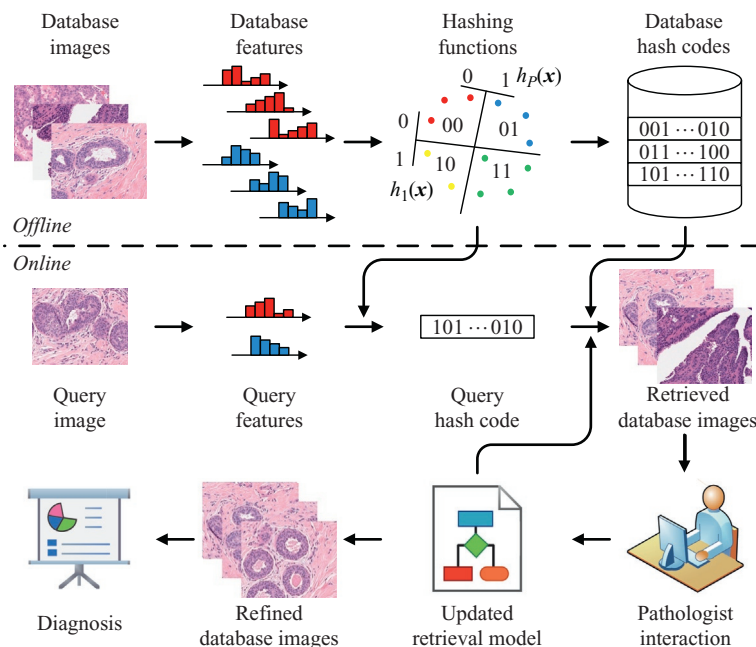 Database images
Database features
Hashing functions
Database hash codes
0 1 h_P(x)
0 00 01
1 10 11
h_1(x)
001 ··· 010
011 ··· 100
101 ··· 110
Offline
Online
101 ··· 010
Query image
Query features
Query hash code
Retrieved database images
Diagnosis
Refined database images
Updated retrieval model
Pathologist interaction